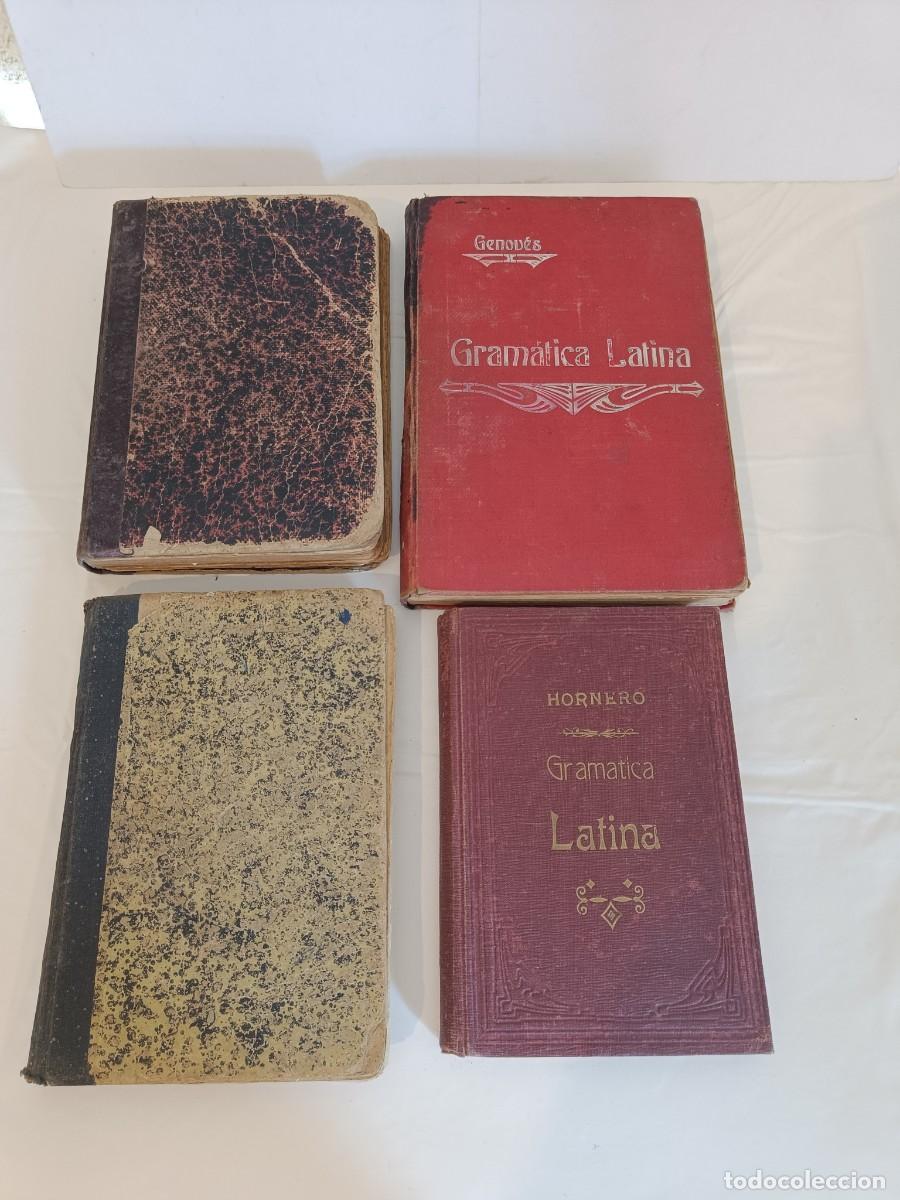 Genovés
Gramática Latina
HORNERO
Gramatica
Latina
todocoleccion